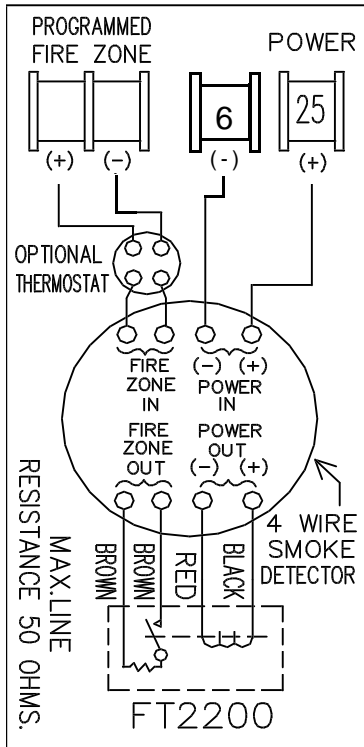 PROGRAMMED
FIRE ZONE
POWER
6
25
(+) (-) (-) (+)
OPTIONAL
THERMOSTAT
FIRE
ZONE
IN
(-) (+)
POWER
IN
FIRE
ZONE
OUT
POWER
OUT
(-) (+)
4 WIRE
SMOKE
DETECTOR
BROWN
BROWN
RED
BLACK
MAX.LINE
RESISTANCE 50 OHMS.
FT2200